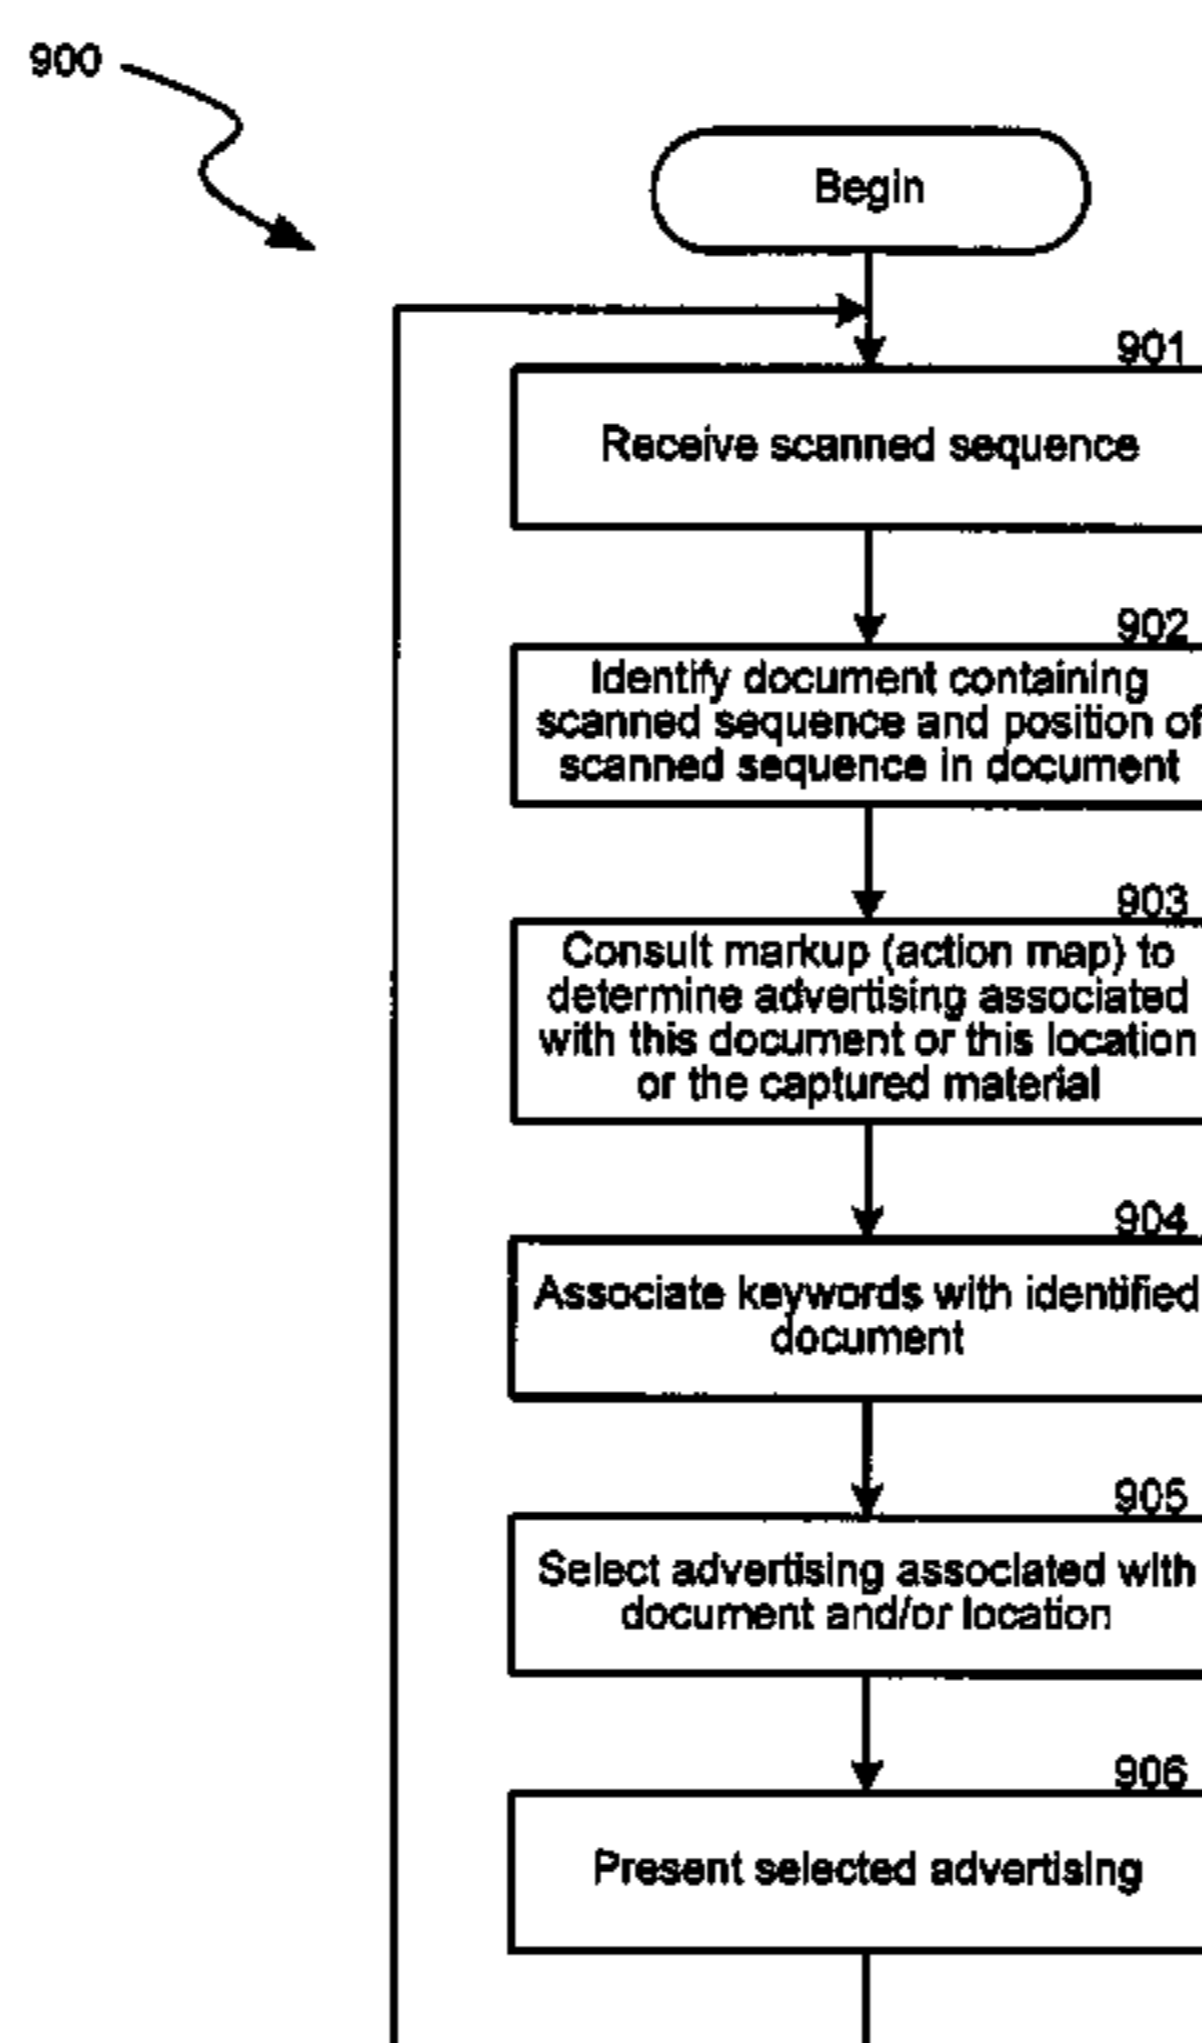 900
Begin
901
Receive scanned sequence
902
Identify document containing
scanned sequence and position of
scanned sequence in document
903
Consult markup (action map) to
determine advertising associated
with this document or this location
or the captured material
904
Associate keywords with identified
document
905
Select advertising associated with
document and/or location
906
Present selected advertising